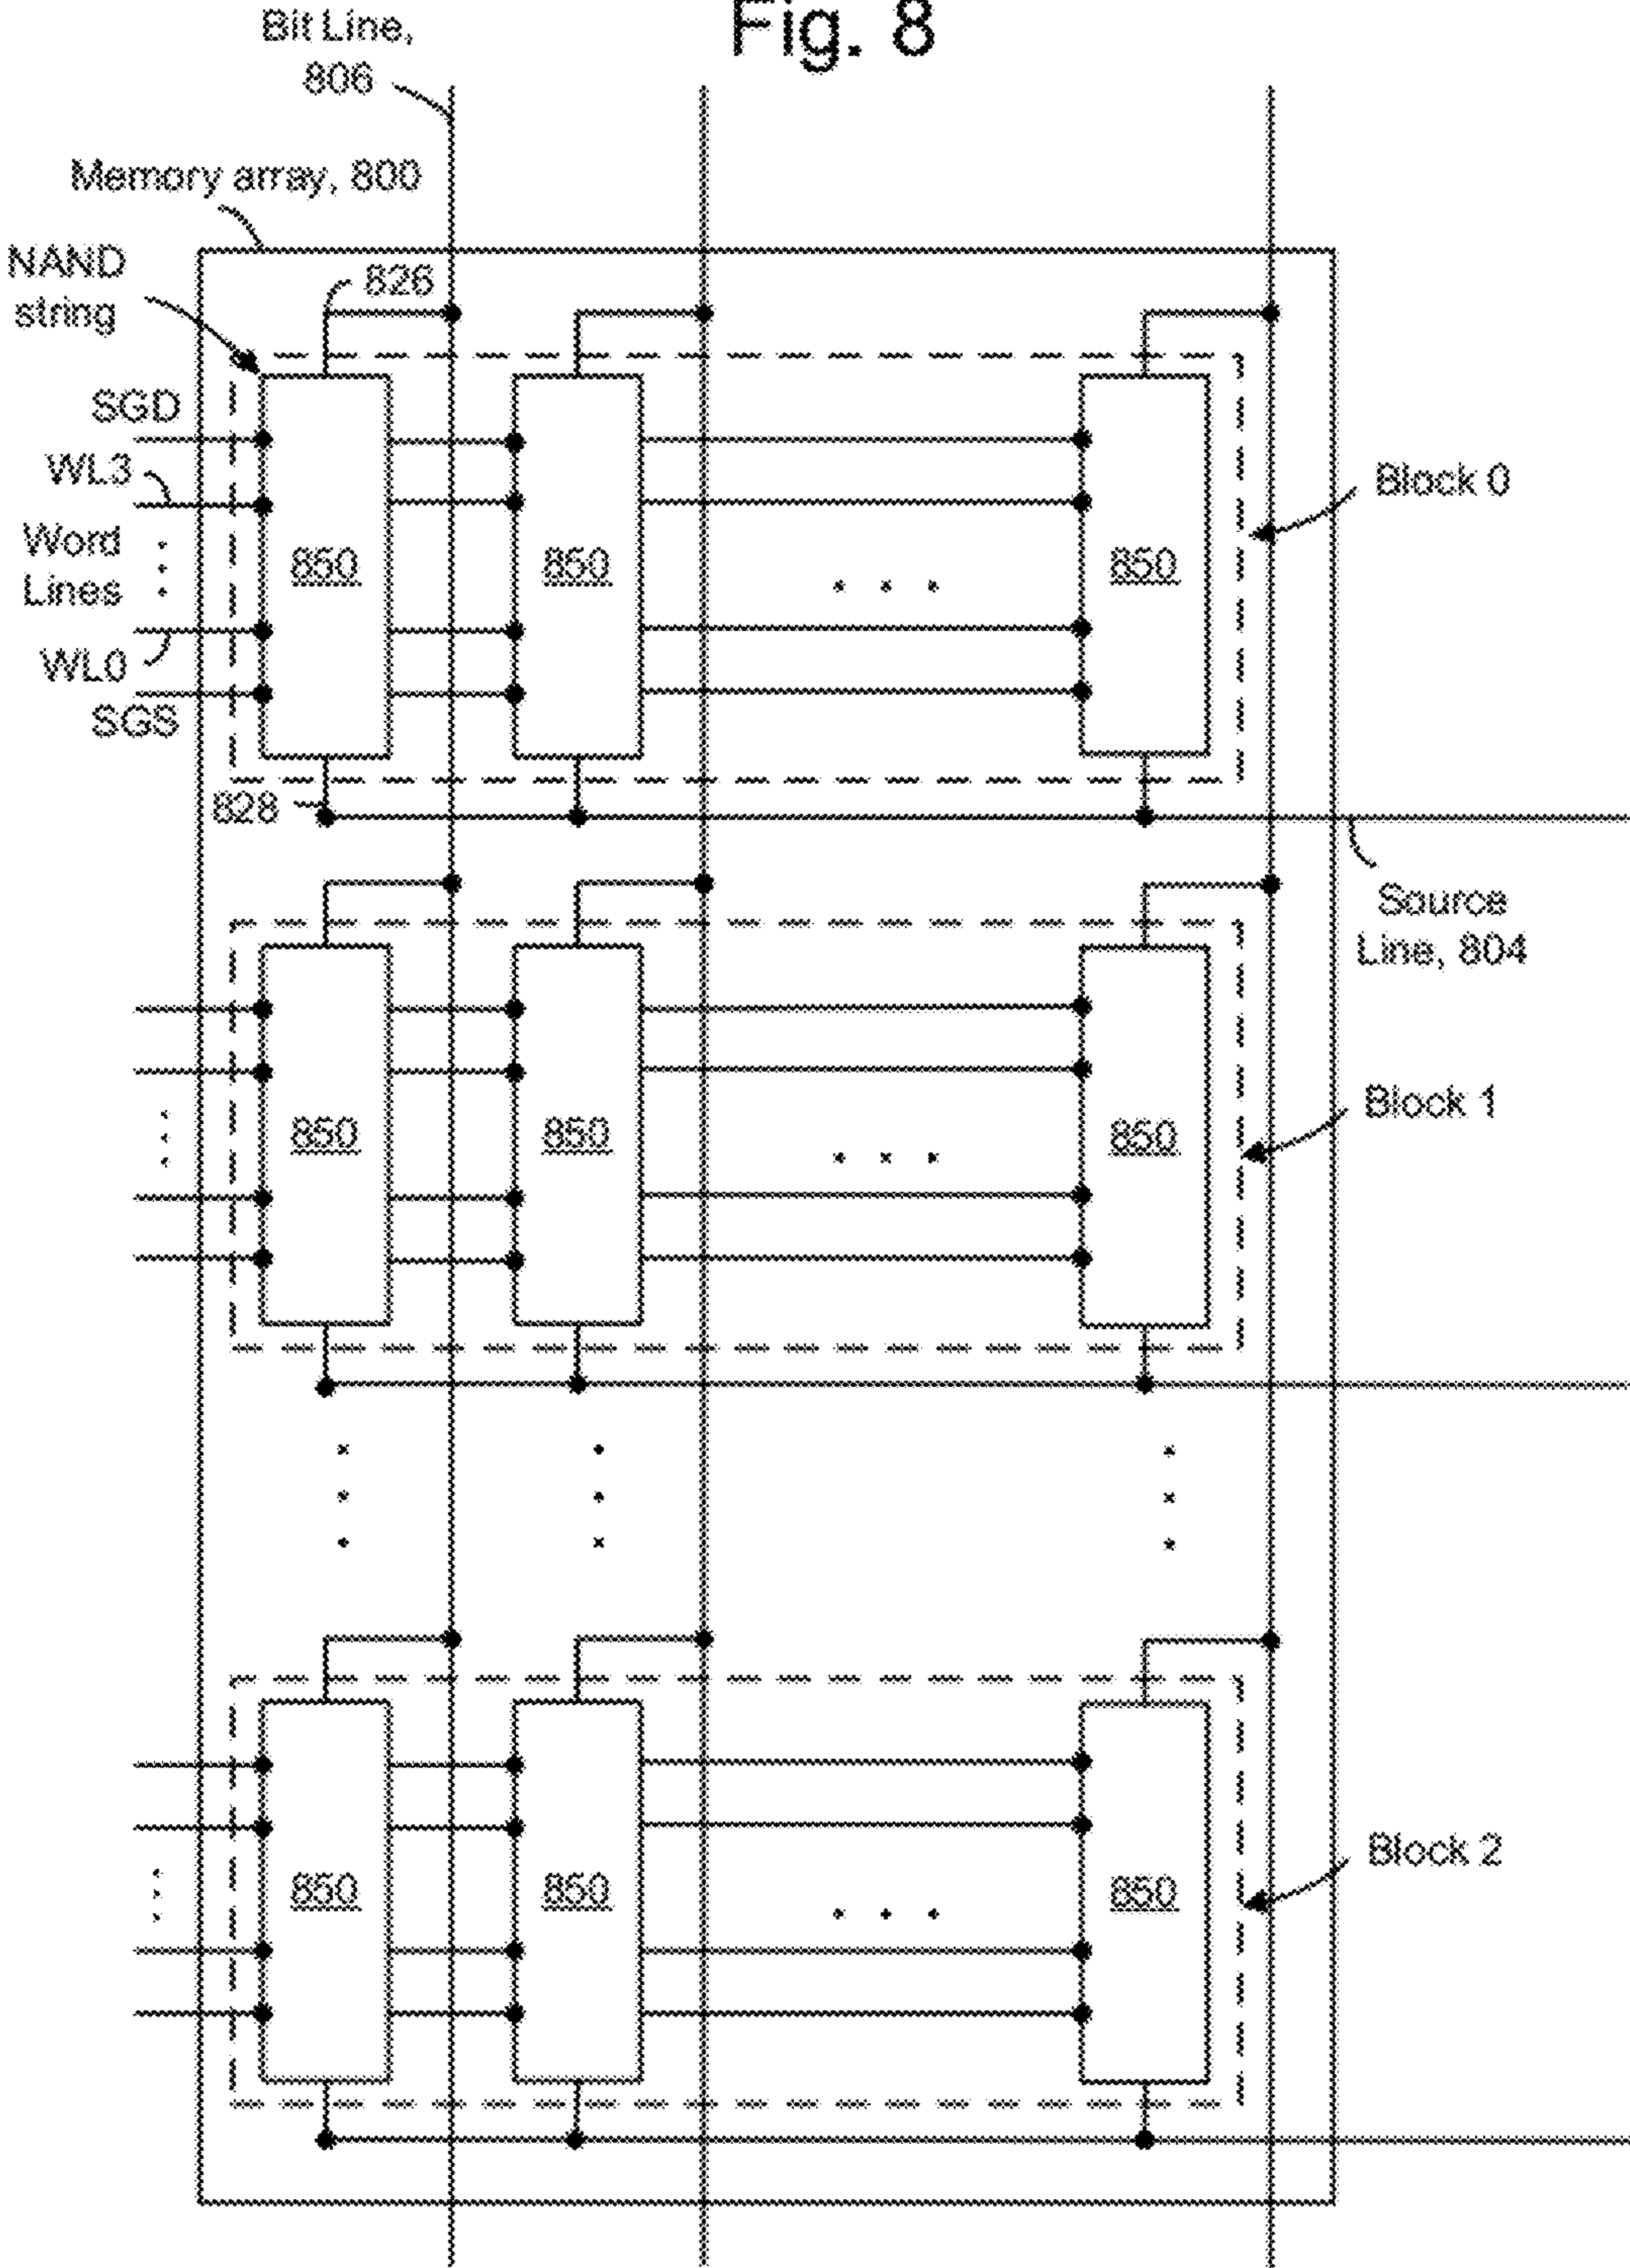 Fig. 8
Bit Line,
806
Memory array, 800
NAND
string
826
SGD
WL3
Word
Lines
WL0
SGS
850
850
850
Block 0
828
Source
Line, 804
850
850
850
Block 1
850
850
850
Block 2